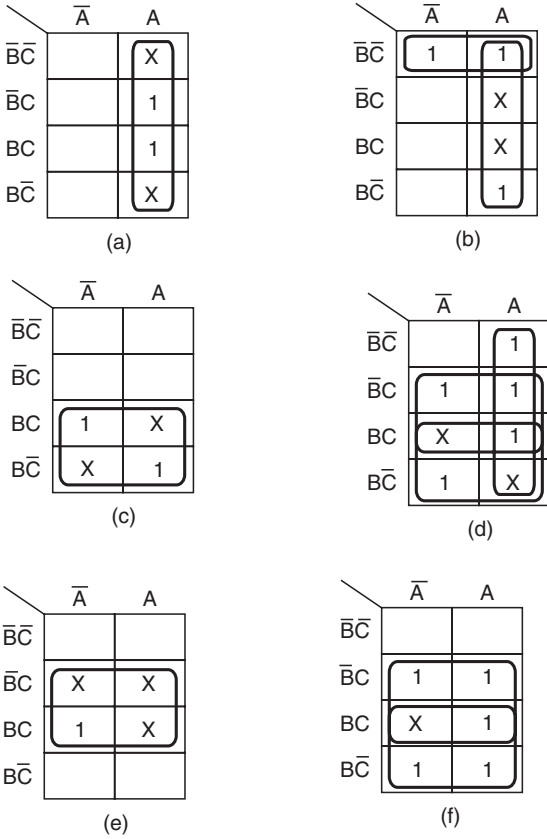 A̅ A
B̅C̅ X
B̅C 1
BC 1
BC̅ X
(a)
A̅ A
B̅C̅ 1 1
B̅C X
BC X
BC̅ 1
(b)
A̅ A
B̅C̅
B̅C
BC 1 X
BC̅ X 1
(c)
A̅ A
B̅C̅ 1
B̅C 1 1
BC X 1
BC̅ 1 X
(d)
A̅ A
B̅C̅
B̅C X X
BC 1 X
BC̅
(e)
A̅ A
B̅C̅
B̅C 1 1
BC X 1
BC̅ 1 1
(f)